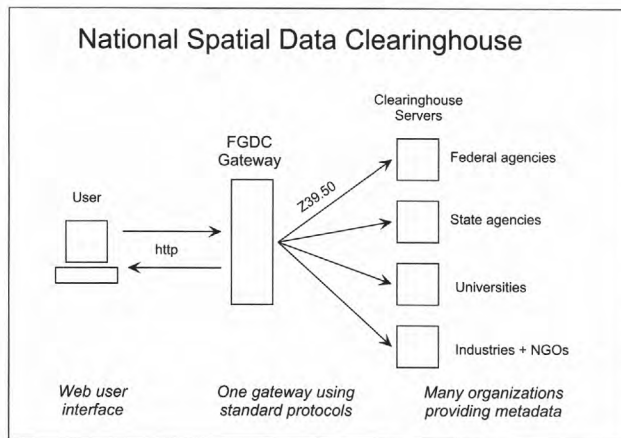 National Spatial Data Clearinghouse
Clearinghouse
Servers
FGDC
Gateway
User
http
Z39.50
Federal agencies
State agencies
Universities
Industries + NGOs
Web user
interface
One gateway using
standard protocols
Many organizations
providing metadata